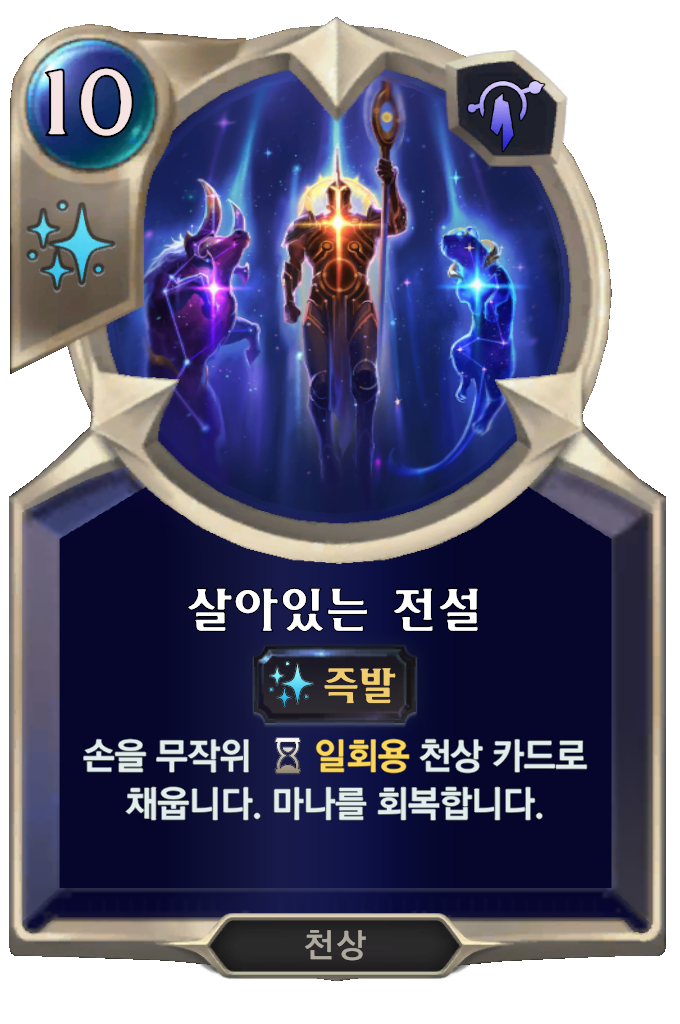 10
살아있는 전설
즉발
손을 무작위 일회용 천상 카드로
채웁니다. 마나를 회복합니다.
천상